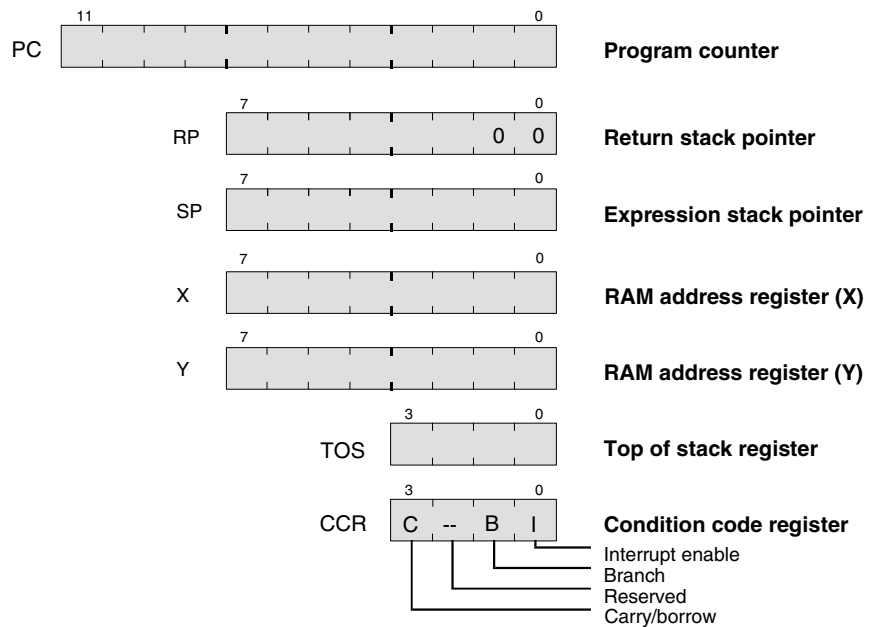 11 0
PC Program counter
7 0
RP 0 0 Return stack pointer
7 0
SP Expression stack pointer
7 0
X RAM address register (X)
7 0
Y RAM address register (Y)
3 0
TOS Top of stack register
3 0
CCR C -- B I Condition code register
Interrupt enable
Branch
Reserved
Carry/borrow